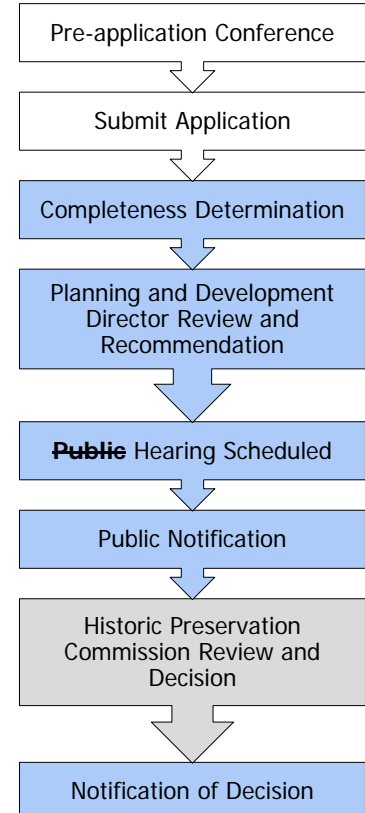 Pre-application Conference
Submit Application
Completeness Determination
Planning and Development
Director Review and
Recommendation
Public Hearing Scheduled
Public Notification
Historic Preservation
Commission Review and
Decision
Notification of Decision